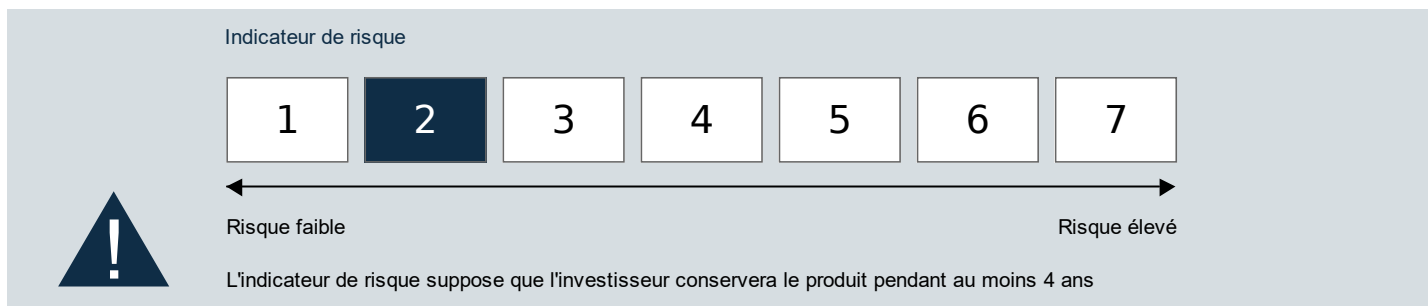 Indicateur de risque
1 2 3 4 5 6 7
Risque faible Risque élevé
!
L'indicateur de risque suppose que l'investisseur conservera le produit pendant au moins 4 ans